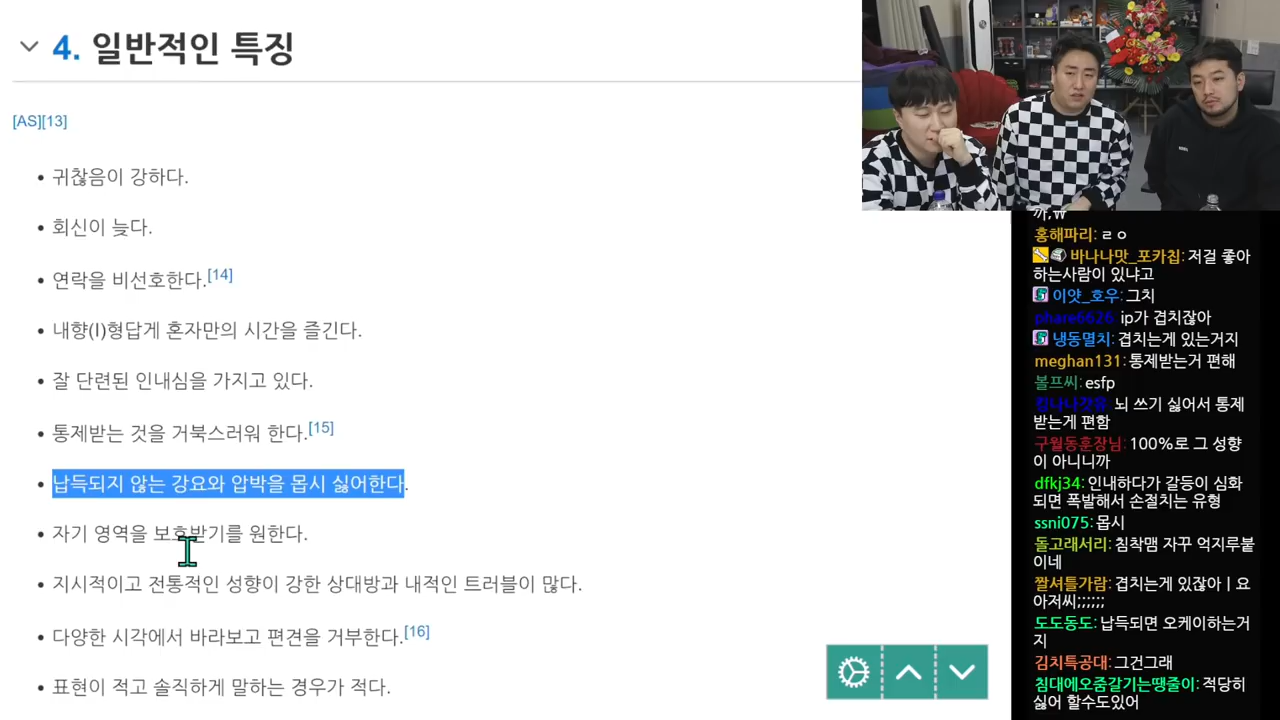 4. 일반적인 특징
[AS][13]
• 귀찮음이 강하다.
• 회신이 늦다.
• 연락을 비선호한다.[14]
• 내향(I)형답게 혼자만의 시간을 즐긴다.
• 잘 단련된 인내심을 가지고 있다.
• 통제받는 것을 거북스러워 한다.[15]
• 납득되지 않는 강요와 압박을 몹시 싫어한다.
• 자기 영역을 보호받기를 원한다.
• 지시적이고 전통적인 성향이 강한 상대방과 내적인 트러블이 많다.
• 다양한 시각에서 바라보고 편견을 거부한다.[16]
• 표현이 적고 솔직하게 말하는 경우가 적다.
홍해파리: ㄹㅇ
바나나맛_포카칩: 저걸 좋아
하는사람이 있냐고
이얏_호우: 그치
phare6626: ip가 겹치잖아
냉동멸치: 겹치는게 있는거지
meghan131: 통제받는거 편해
볼프씨: esfp
뇌 쓰기 싫어서 통제
받는게 편함
구월동훈장님: 100%로 그 성향
이 아니니까
dfkj34: 인내하다가 갈등이 심화
되면 폭발해서 손절치는 유형
ssni075: 몹시
돌고래서리: 침착맨 자꾸 억지루붙
이네
짤셔틀가람: 겹치는게 있잖아ㅣ요
아저씨;;;;;;
도도동도: 납득되면 오케이하는거
지
김치특공대: 그건그래
침대에오줌갈기는땡줄이: 적당히
싫어 할수도있어